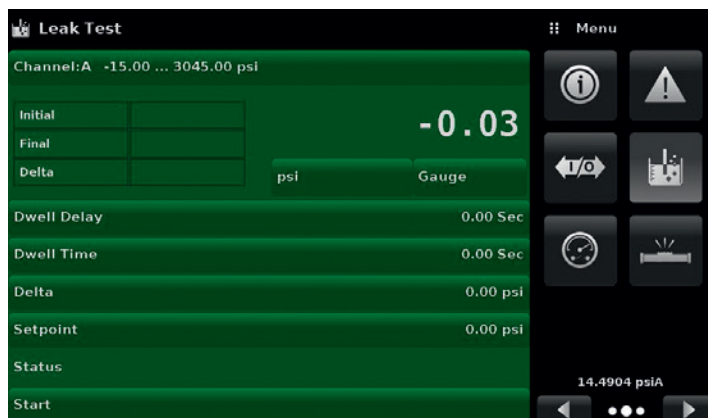 Leak Test
Menu
Channel:A -15.00 ... 3045.00 psi
Initial
Final
Delta
-0.03
psi
Gauge
I/O
Dwell Delay 0.00 Sec
Dwell Time 0.00 Sec
Delta 0.00 psi
Setpoint 0.00 psi
Status
Start
14.4904 psiA